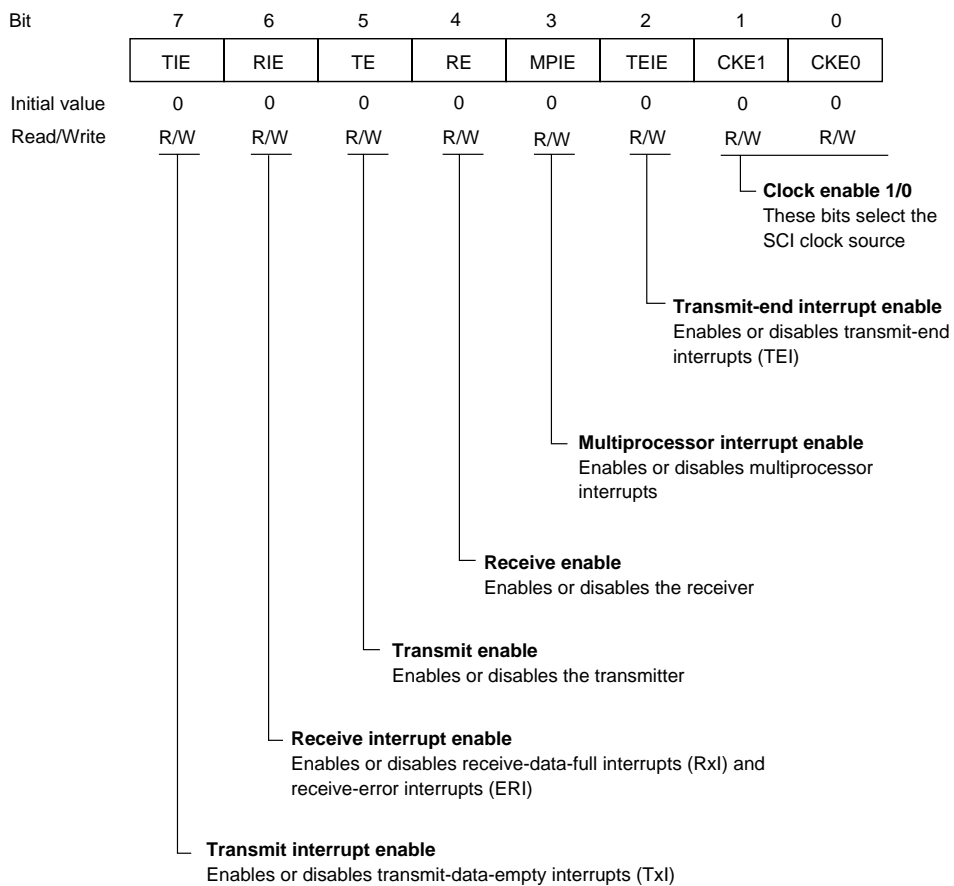 Bit 7 6 5 4 3 2 1 0
TIE RIE TE RE MPIE TEIE CKE1 CKE0
Initial value 0 0 0 0 0 0 0 0
Read/Write R/W R/W R/W R/W R/W R/W R/W R/W
Clock enable 1/0
These bits select the
SCI clock source
Transmit-end interrupt enable
Enables or disables transmit-end
interrupts (TEI)
Multiprocessor interrupt enable
Enables or disables multiprocessor
interrupts
Receive enable
Enables or disables the receiver
Transmit enable
Enables or disables the transmitter
Receive interrupt enable
Enables or disables receive-data-full interrupts (RxI) and
receive-error interrupts (ERI)
Transmit interrupt enable
Enables or disables transmit-data-empty interrupts (TxI)